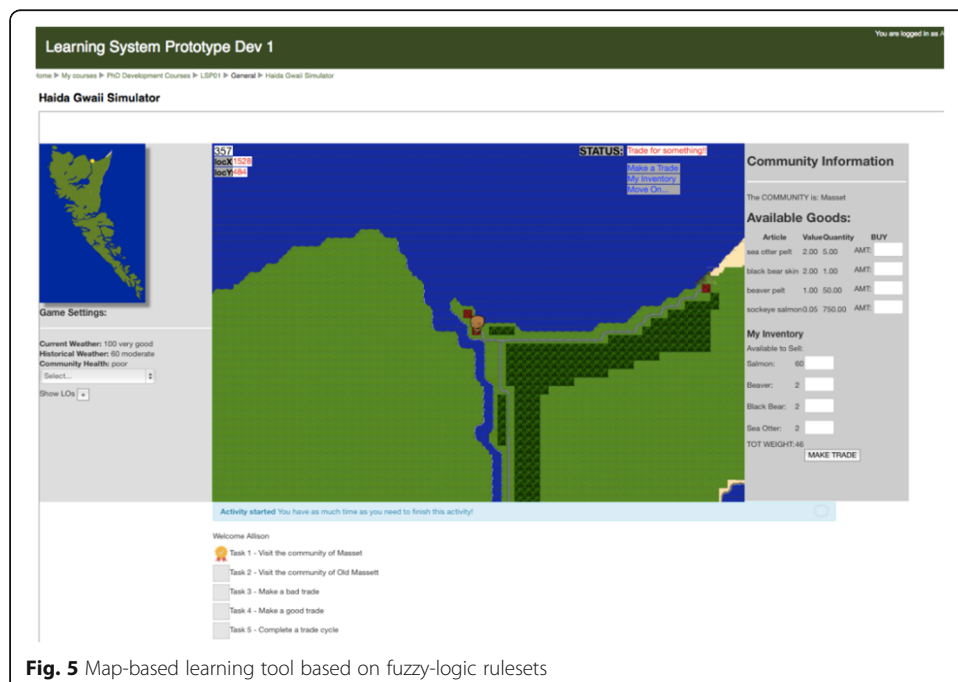 You are logged in as A
Learning System Prototype Dev 1
Home ▶ My courses ▶ PhD Development Courses ▶ LSP01 ▶ General ▶ Haida Gwaii Simulator
Haida Gwaii Simulator
357
locX 1528
locY 484
STATUS: Trade for something!!
Make a Trade
My Inventory
Move On...
Game Settings:
Current Weather: 100 very good
Historical Weather: 60 moderate
Community Health: poor
Select...
Show LOs +
Community Information
The COMMUNITY is: Masset
Available Goods:
Article Value Quantity BUY
sea otter pelt 2.00 5.00 AMT:
black bear skin 2.00 1.00 AMT:
beaver pelt 1.00 50.00 AMT:
sockeye salmon 0.05 750.00 AMT:
My Inventory
Available to Sell:
Salmon: 60
Beaver: 2
Black Bear: 2
Sea Otter: 2
TOT WEIGHT:46
MAKE TRADE
Activity started You have as much time as you need to finish this activity!
Welcome Allison
Task 1 - Visit the community of Masset
Task 2 - Visit the community of Old Massett
Task 3 - Make a bad trade
Task 4 - Make a good trade
Task 5 - Complete a trade cycle
Fig. 5 Map-based learning tool based on fuzzy-logic rulesets